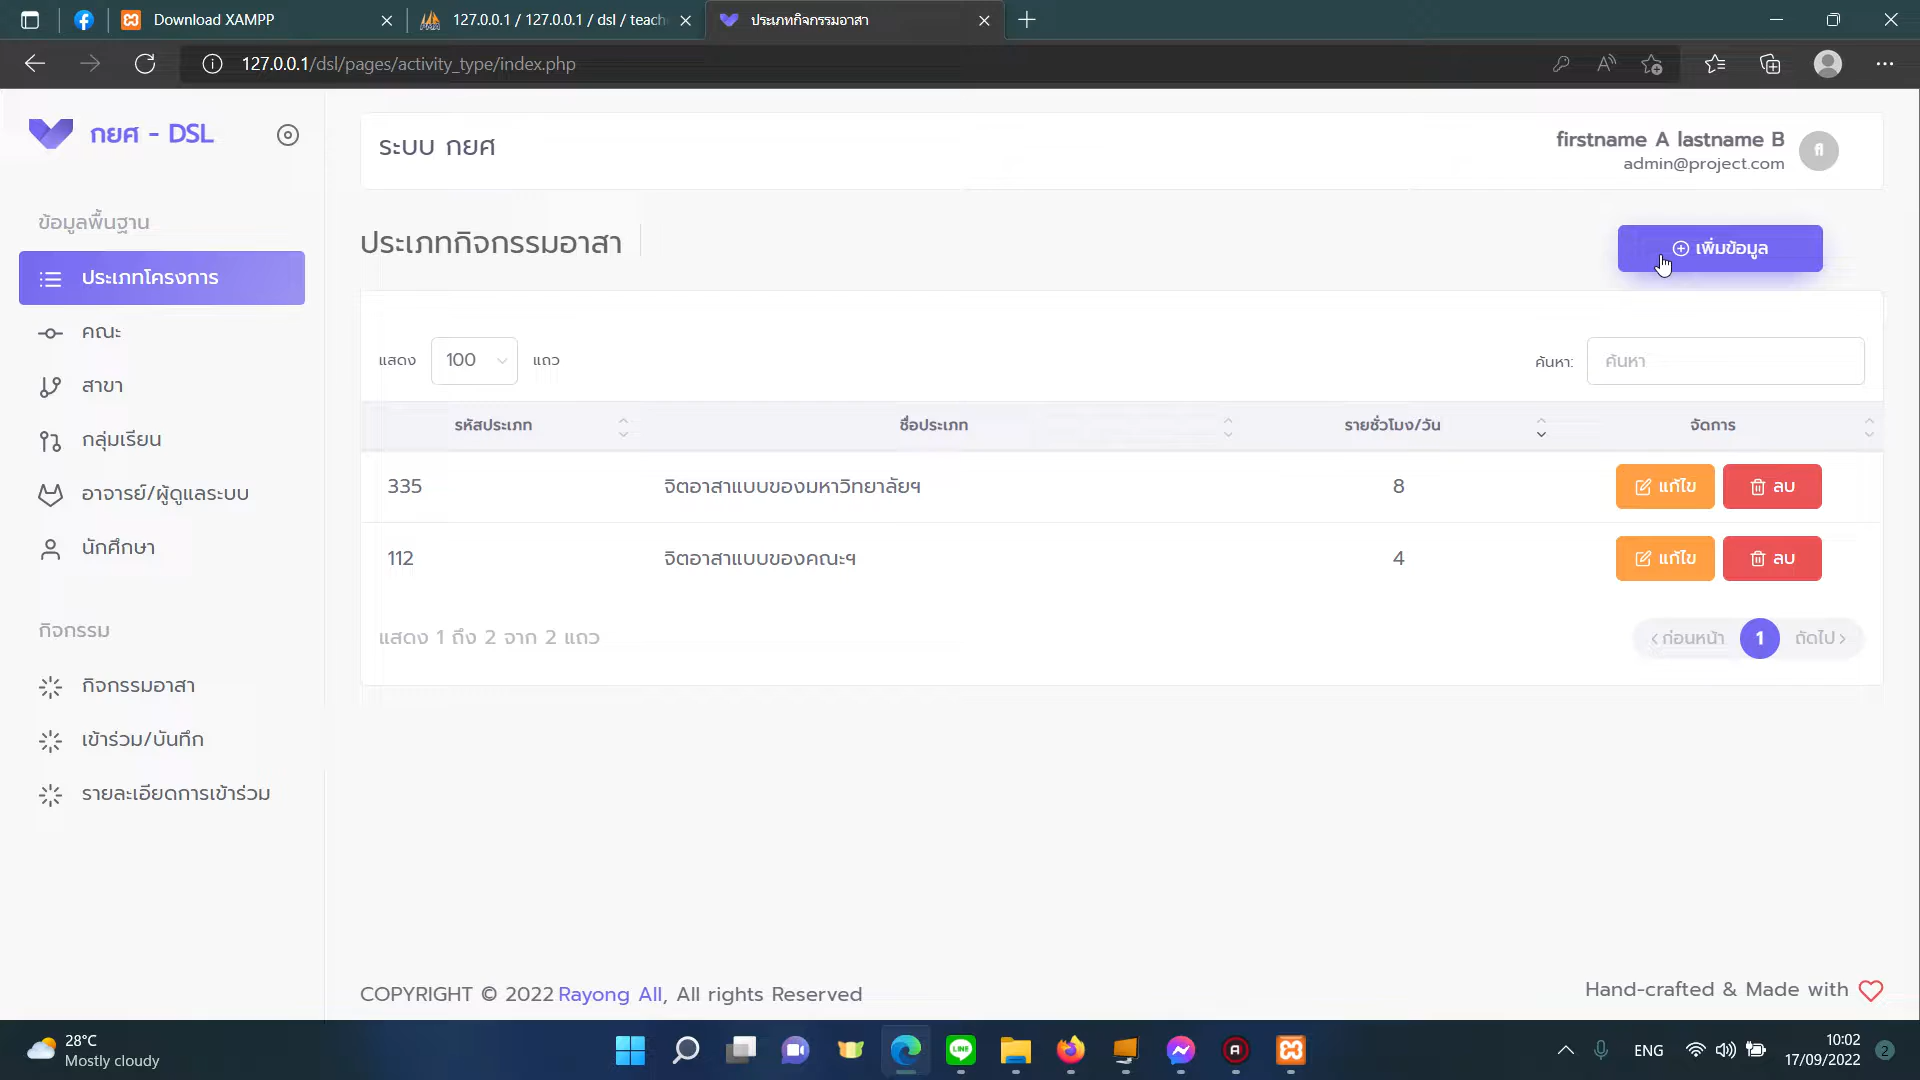 Download XAMPP
127.0.0.1 / 127.0.0.1 / dsl / teach
ประเภทกิจกรรมอาสา
127.0.0.1/dsl/pages/activity_type/index.php
กยศ - DSL
ระบบ กยศ
firstname A lastname B
admin@project.com
fl
ข้อมูลพื้นฐาน
ประเภทโครงการ
คณะ
สาขา
กลุ่มเรียน
อาจารย์/ผู้ดูแลระบบ
นักศึกษา
กิจกรรม
กิจกรรมอาสา
เข้าร่วม/บันทึก
รายละเอียดการเข้าร่วม
ประเภทกิจกรรมอาสา
เพิ่มข้อมูล
แสดง 100 แถว
ค้นหา: ค้นหา
รหัสประเภท ชื่อประเภท รายชั่วโมง/วัน จัดการ
335 จิตอาสาแบบของมหาวิทยาลัยฯ 8 แก้ไข ลบ
112 จิตอาสาแบบของคณะฯ 4 แก้ไข ลบ
แสดง 1 ถึง 2 จาก 2 แถว
ก่อนหน้า 1 ถัดไป
COPYRIGHT © 2022 Rayong All, All rights Reserved
Hand-crafted & Made with
28°C
Mostly cloudy
LINE
ENG
10:02
17/09/2022
2